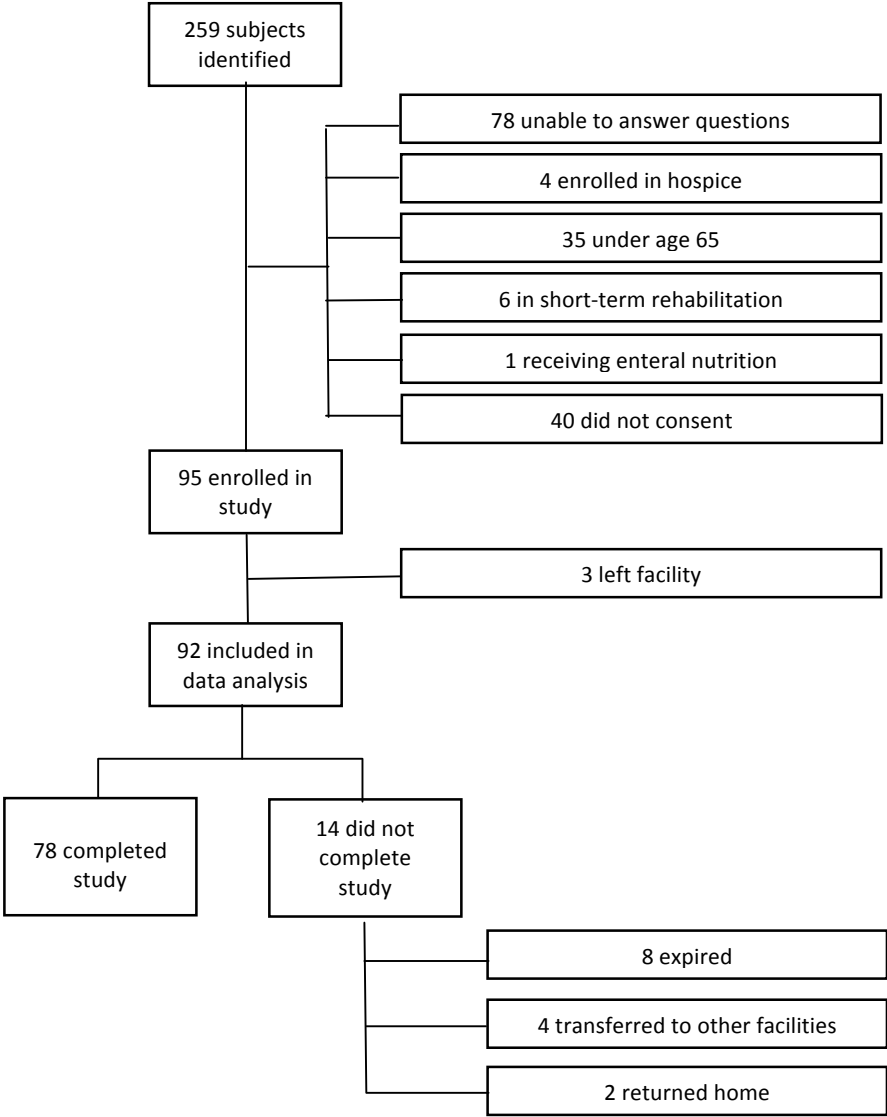 259 subjects
identified
78 unable to answer questions
4 enrolled in hospice
35 under age 65
6 in short-term rehabilitation
1 receiving enteral nutrition
40 did not consent
95 enrolled in
study
3 left facility
92 included in
data analysis
78 completed
study
14 did not
complete
study
8 expired
4 transferred to other facilities
2 returned home